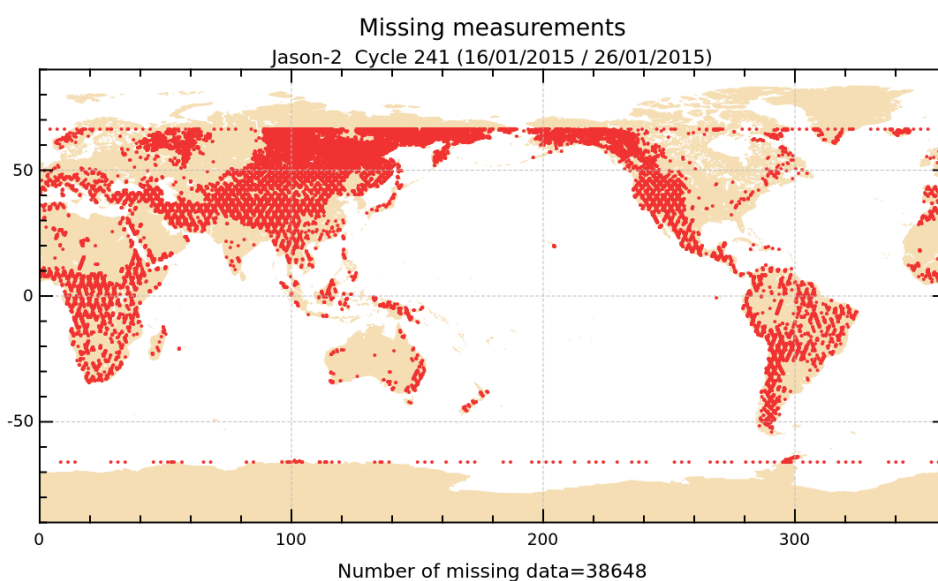 Missing measurements
Jason-2  Cycle 241 (16/01/2015 / 26/01/2015)
50
0
-50
0
100
200
300
Number of missing data=38648